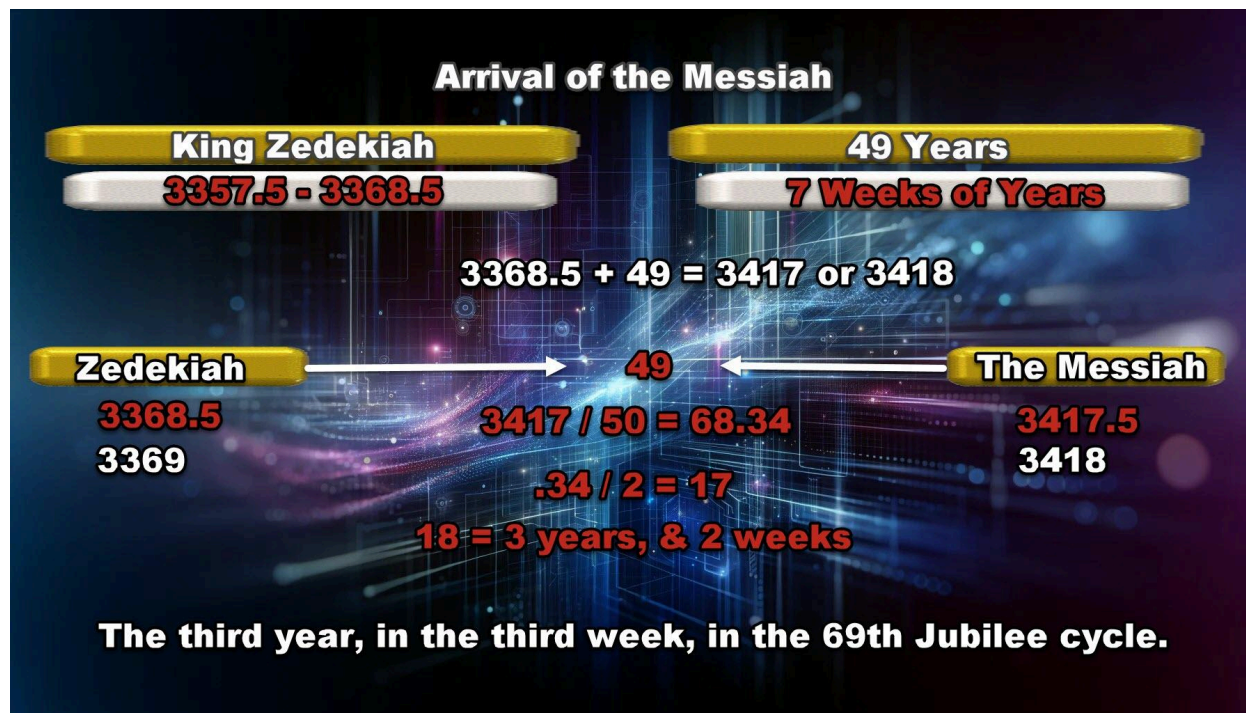 Arrival of the Messiah
King Zedekiah
49 Years
3357.5 - 3368.5
7 Weeks of Years
3368.5 + 49 = 3417 or 3418
Zedekiah
49
The Messiah
3368.5
3417 / 50 = 68.34
3417.5
3369
3418
.34 / 2 = 17
18 = 3 years, & 2 weeks
The third year, in the third week, in the 69th Jubilee cycle.